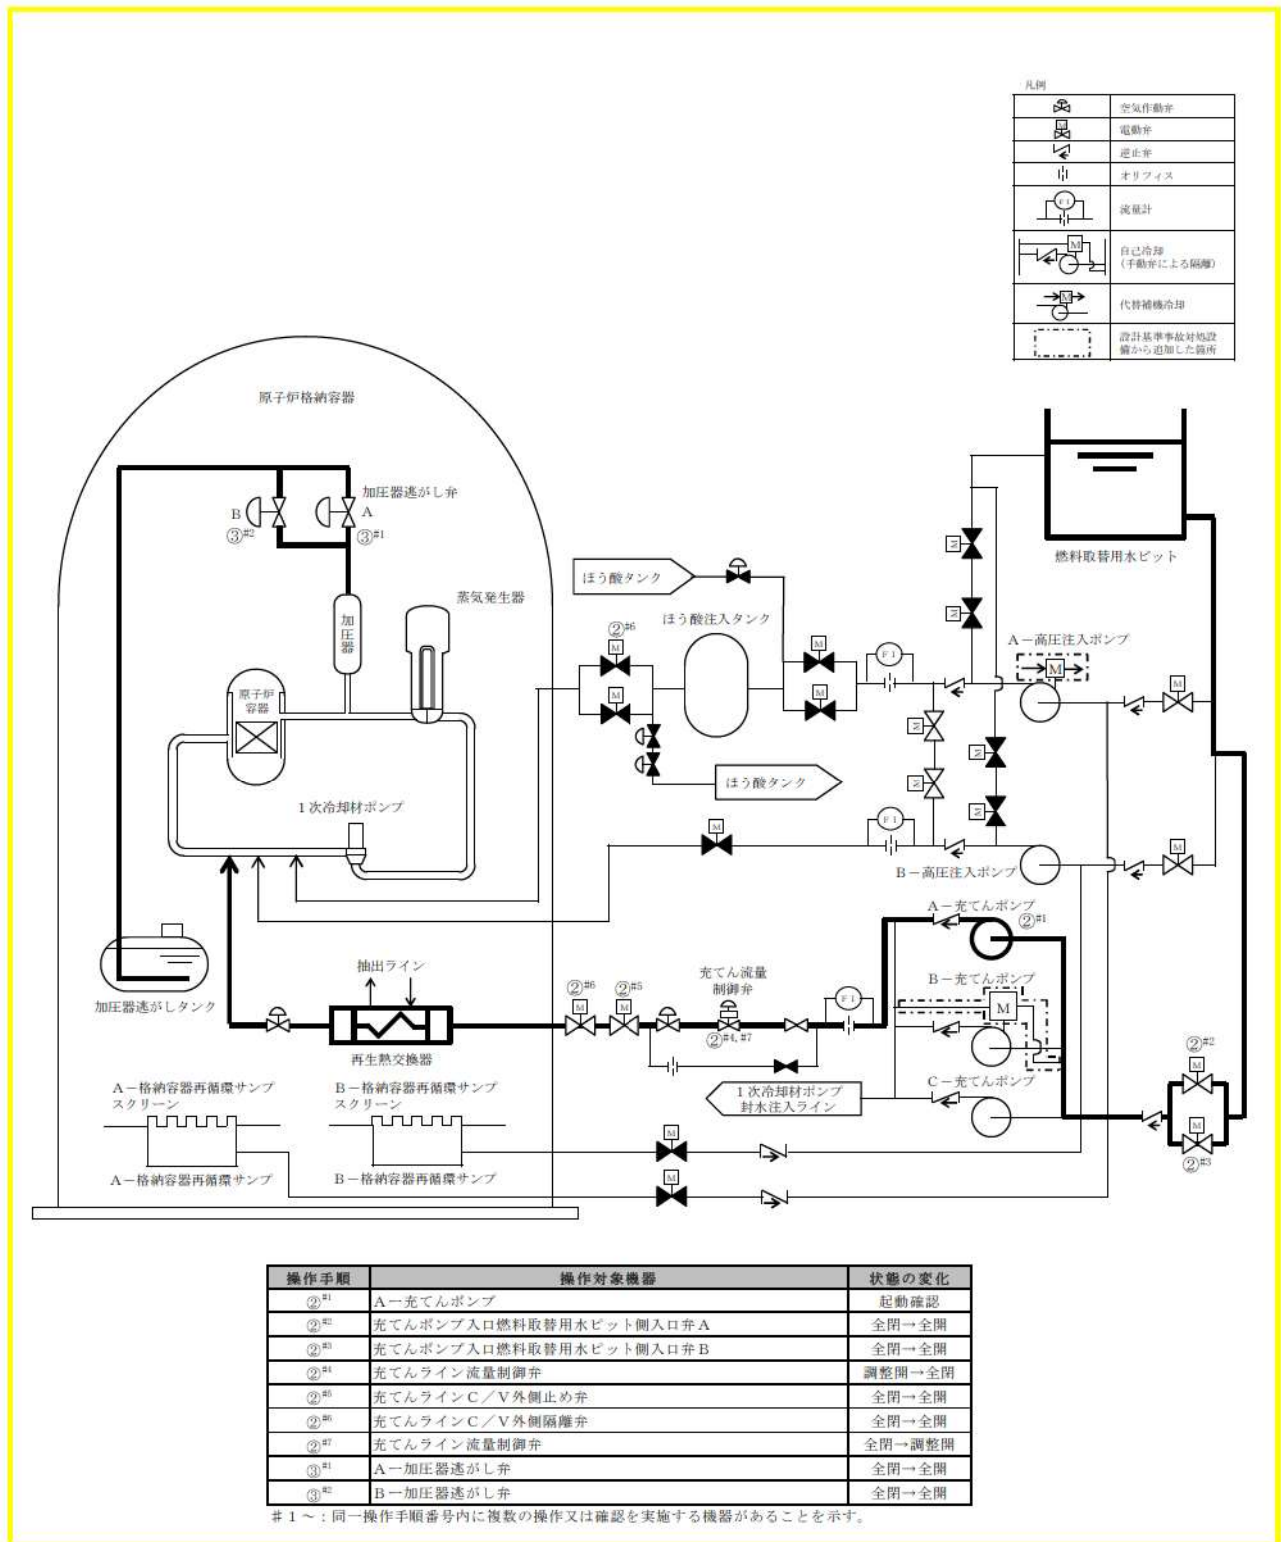 凡例
空気作動弁
M
電動弁
逆止弁
オリフィス
FI
流量計
M
自己冷却
(手動弁による隔離)
M
代替補機冷却
設計基準事故対処設
備から追加した箇所
原子炉格納容器
加圧器逃がし弁
B
A
③#2
③#1
燃料取替用水ピット
M
ほう酸タンク
蒸気発生器
加圧器
②#6
M
ほう酸注入タンク
M
FI
M
A-高圧注入ポンプ
M
M
原子炉
容器
M
M
M
M
M
M
ほう酸タンク
1次冷却材ポンプ
M
FI
M
M
B-高圧注入ポンプ
A-充てんポンプ
②#1
抽出ライン
充てん流量
制御弁
B-充てんポンプ
加圧器逃がしタンク
②#6
M
②#5
M
FI
M
②#4,#7
再生熱交換器
②#2
M
C-充てんポンプ
A-格納容器再循環サンプ
スクリーン
B-格納容器再循環サンプ
スクリーン
1次冷却材ポンプ
封水注入ライン
M
②#3
M
A-格納容器再循環サンプ
B-格納容器再循環サンプ
M
操作手順 操作対象機器 状態の変化
②#1 A-充てんポンプ 起動確認
②#2 充てんポンプ入口燃料取替用水ピット側入口弁A 全閉→全開
②#3 充てんポンプ入口燃料取替用水ピット側入口弁B 全閉→全開
②#4 充てんライン流量制御弁 調整開→全閉
②#5 充てんラインC/V外側止め弁 全閉→全開
②#6 充てんラインC/V外側隔離弁 全閉→全開
②#7 充てんライン流量制御弁 全閉→調整開
③#1 A-加圧器逃がし弁 全閉→全開
③#2 B-加圧器逃がし弁 全閉→全開
#1~:同一操作手順番号内に複数の操作又は確認を実施する機器があることを示す。